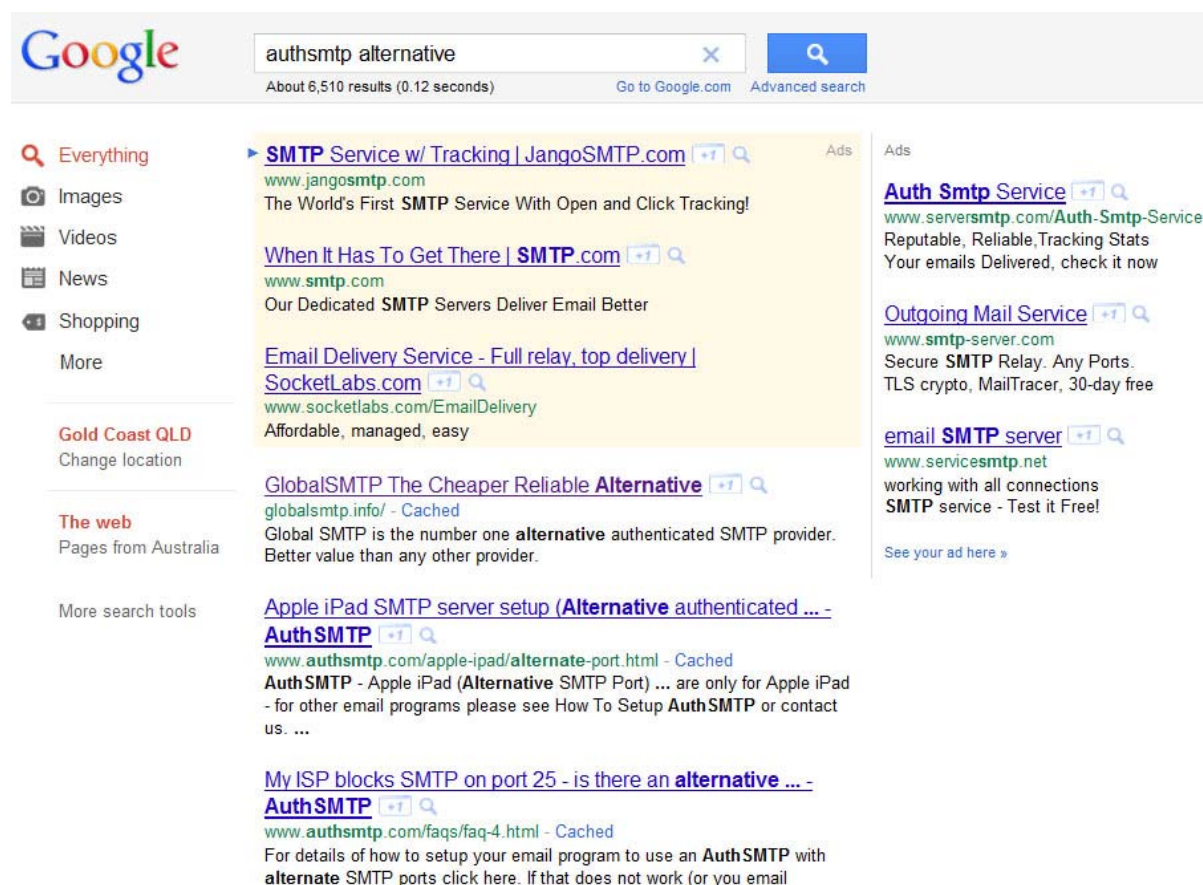 Google
authsmtp alternative
About 6,510 results (0.12 seconds)
Go to Google.com
Advanced search
Everything
Images
Videos
News
Shopping
More
Gold Coast QLD
Change location
The web
Pages from Australia
More search tools
SMTP Service w/ Tracking | JangoSMTP.com +1
Ads
www.jangosmtp.com
The World's First SMTP Service With Open and Click Tracking!
When It Has To Get There | SMTP.com +1
www.smtp.com
Our Dedicated SMTP Servers Deliver Email Better
Email Delivery Service - Full relay, top delivery |
SocketLabs.com +1
www.socketlabs.com/EmailDelivery
Affordable, managed, easy
GlobalSMTP The Cheaper Reliable Alternative +1
globalsmtp.info/ - Cached
Global SMTP is the number one alternative authenticated SMTP provider.
Better value than any other provider.
Apple iPad SMTP server setup (Alternative authenticated ... -
AuthSMTP +1
www.authsmtp.com/apple-ipad/alternate-port.html - Cached
AuthSMTP - Apple iPad (Alternative SMTP Port) ... are only for Apple iPad
- for other email programs please see How To Setup AuthSMTP or contact
us. ...
My ISP blocks SMTP on port 25 - is there an alternative ... -
AuthSMTP +1
www.authsmtp.com/faqs/faq-4.html - Cached
For details of how to setup your email program to use an AuthSMTP with
alternate SMTP ports click here. If that does not work (or you email
Ads
Auth Smtp Service +1
www.serversmtp.com/Auth-Smtp-Service
Reputable, Reliable,Tracking Stats
Your emails Delivered, check it now
Outgoing Mail Service +1
www.smtp-server.com
Secure SMTP Relay. Any Ports.
TLS crypto, MailTracer, 30-day free
email SMTP server +1
www.servicesmtp.net
working with all connections
SMTP service - Test it Free!
See your ad here »